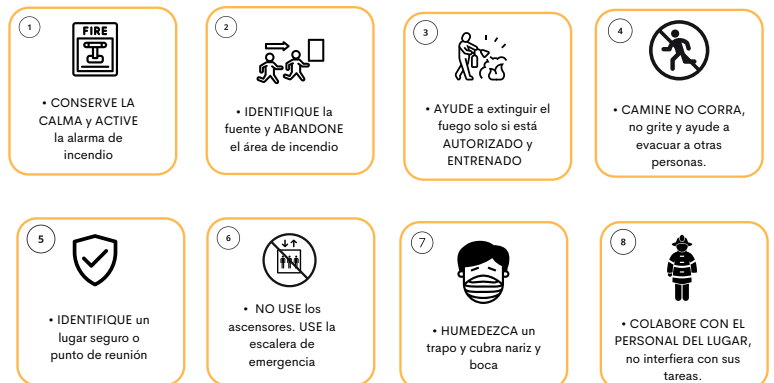 1
FIRE
• CONSERVE LA
CALMA y ACTIVE
la alarma de
incendio
2
• IDENTIFIQUE la
fuente y ABANDONE
el área de incendio
3
• AYUDE a extinguir el
fuego solo si está
AUTORIZADO y
ENTRENADO
4
• CAMINE NO CORRA,
no grite y ayude a
evacuar a otras
personas.
5
• IDENTIFIQUE un
lugar seguro o
punto de reunión
6
• NO USE los
ascensores. USE la
escalera de
emergencia
7
• HUMEDEZCA un
trapo y cubra nariz y
boca
8
• COLABORE CON EL
PERSONAL DEL LUGAR,
no interfiera con sus
tareas.